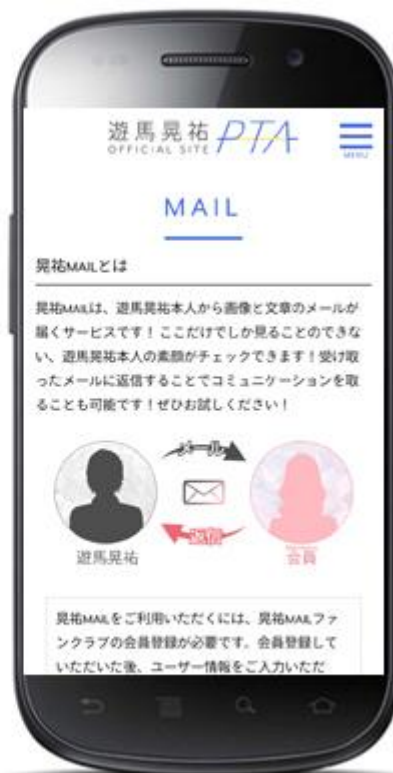 遊馬晃祐
OFFICIAL SITE
PTA
MENU
MAIL
晃祐MAILとは
晃祐MAILは、遊馬晃祐本人から画像と文章のメールが
届くサービスです！ここだけでしか見ることのできな
い、遊馬晃祐本人の素顔がチェックできます！受け取
ったメールに返信することでコミュニケーションを取
ることも可能です！ぜひお試しください！
メール
返信
遊馬晃祐
会員
晃祐MAILをご利用いただくには、晃祐MAILファ
ンクラブの会員登録が必要です。会員登録して
いただいた後、ユーザー情報をご入力いただ